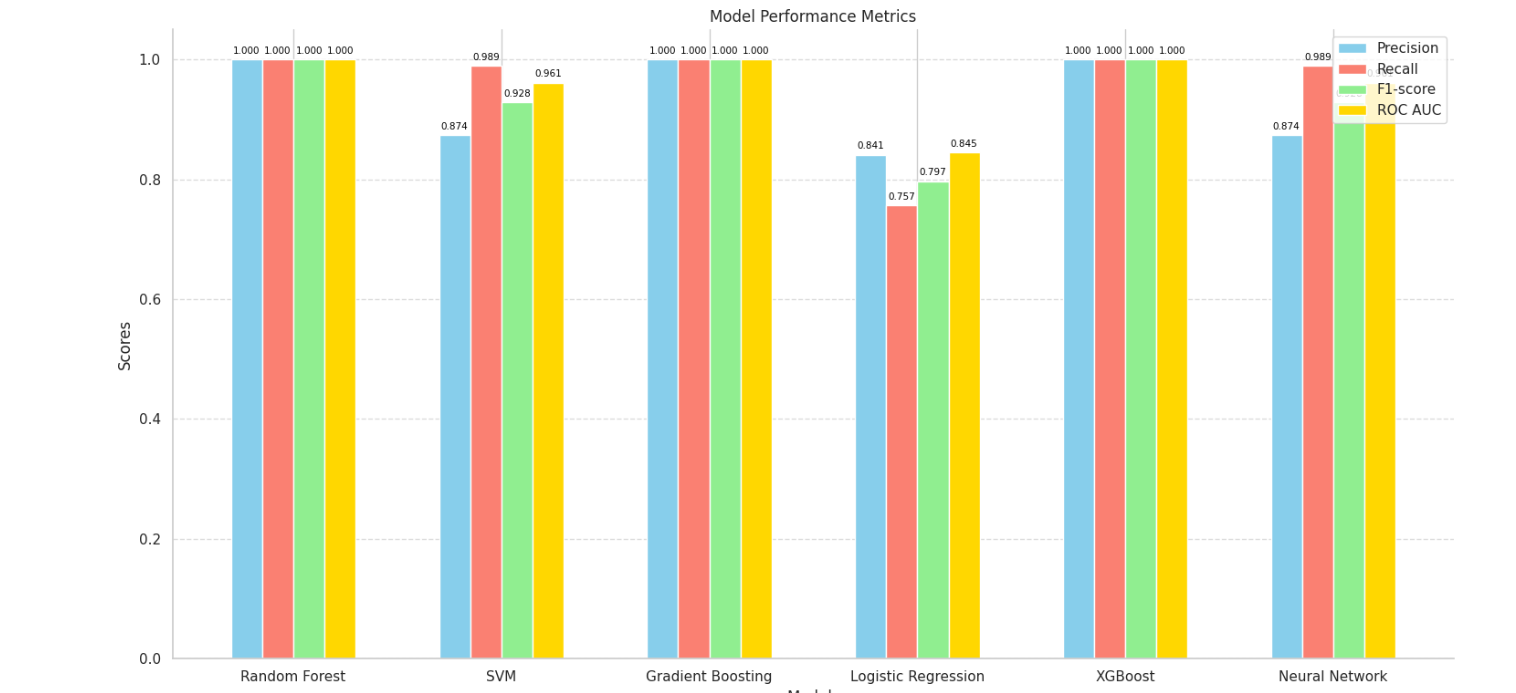 Model Performance Metrics
1.000 1.000 1.000 1.000
0.874 0.989 0.928 0.961
1.000 1.000 1.000 1.000
0.841 0.757 0.797 0.845
1.000 1.000 1.000 1.000
0.874 0.989
Precision
Recall
F1-score
ROC AUC
Scores
1.0
0.8
0.6
0.4
0.2
0.0
Random Forest
SVM
Gradient Boosting
Logistic Regression
XGBoost
Neural Network